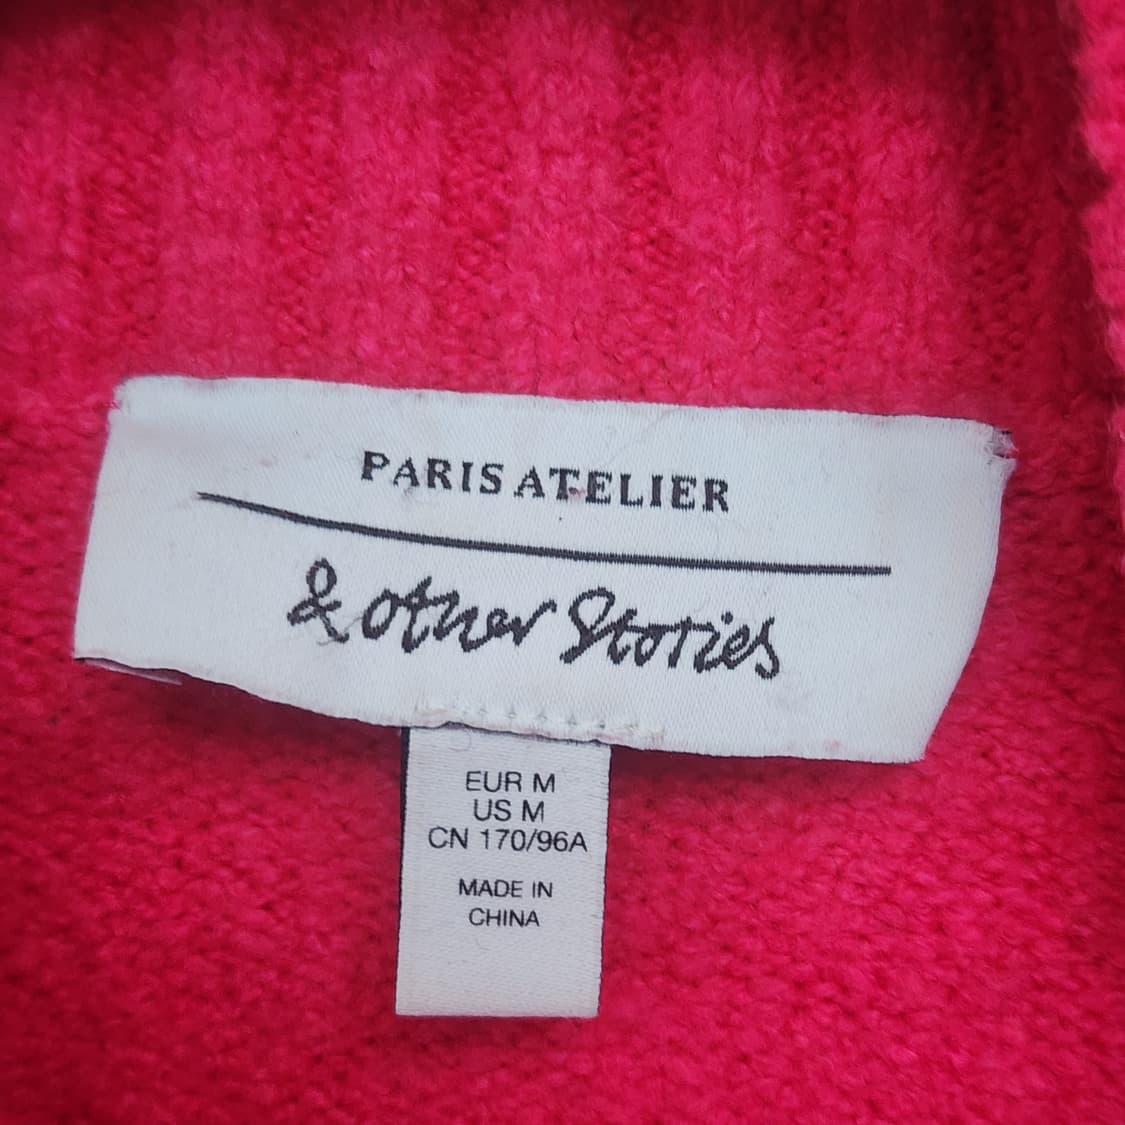 PARIS ATELIER
& other Stories
EUR M
US M
CN 170/96A
MADE IN
CHINA